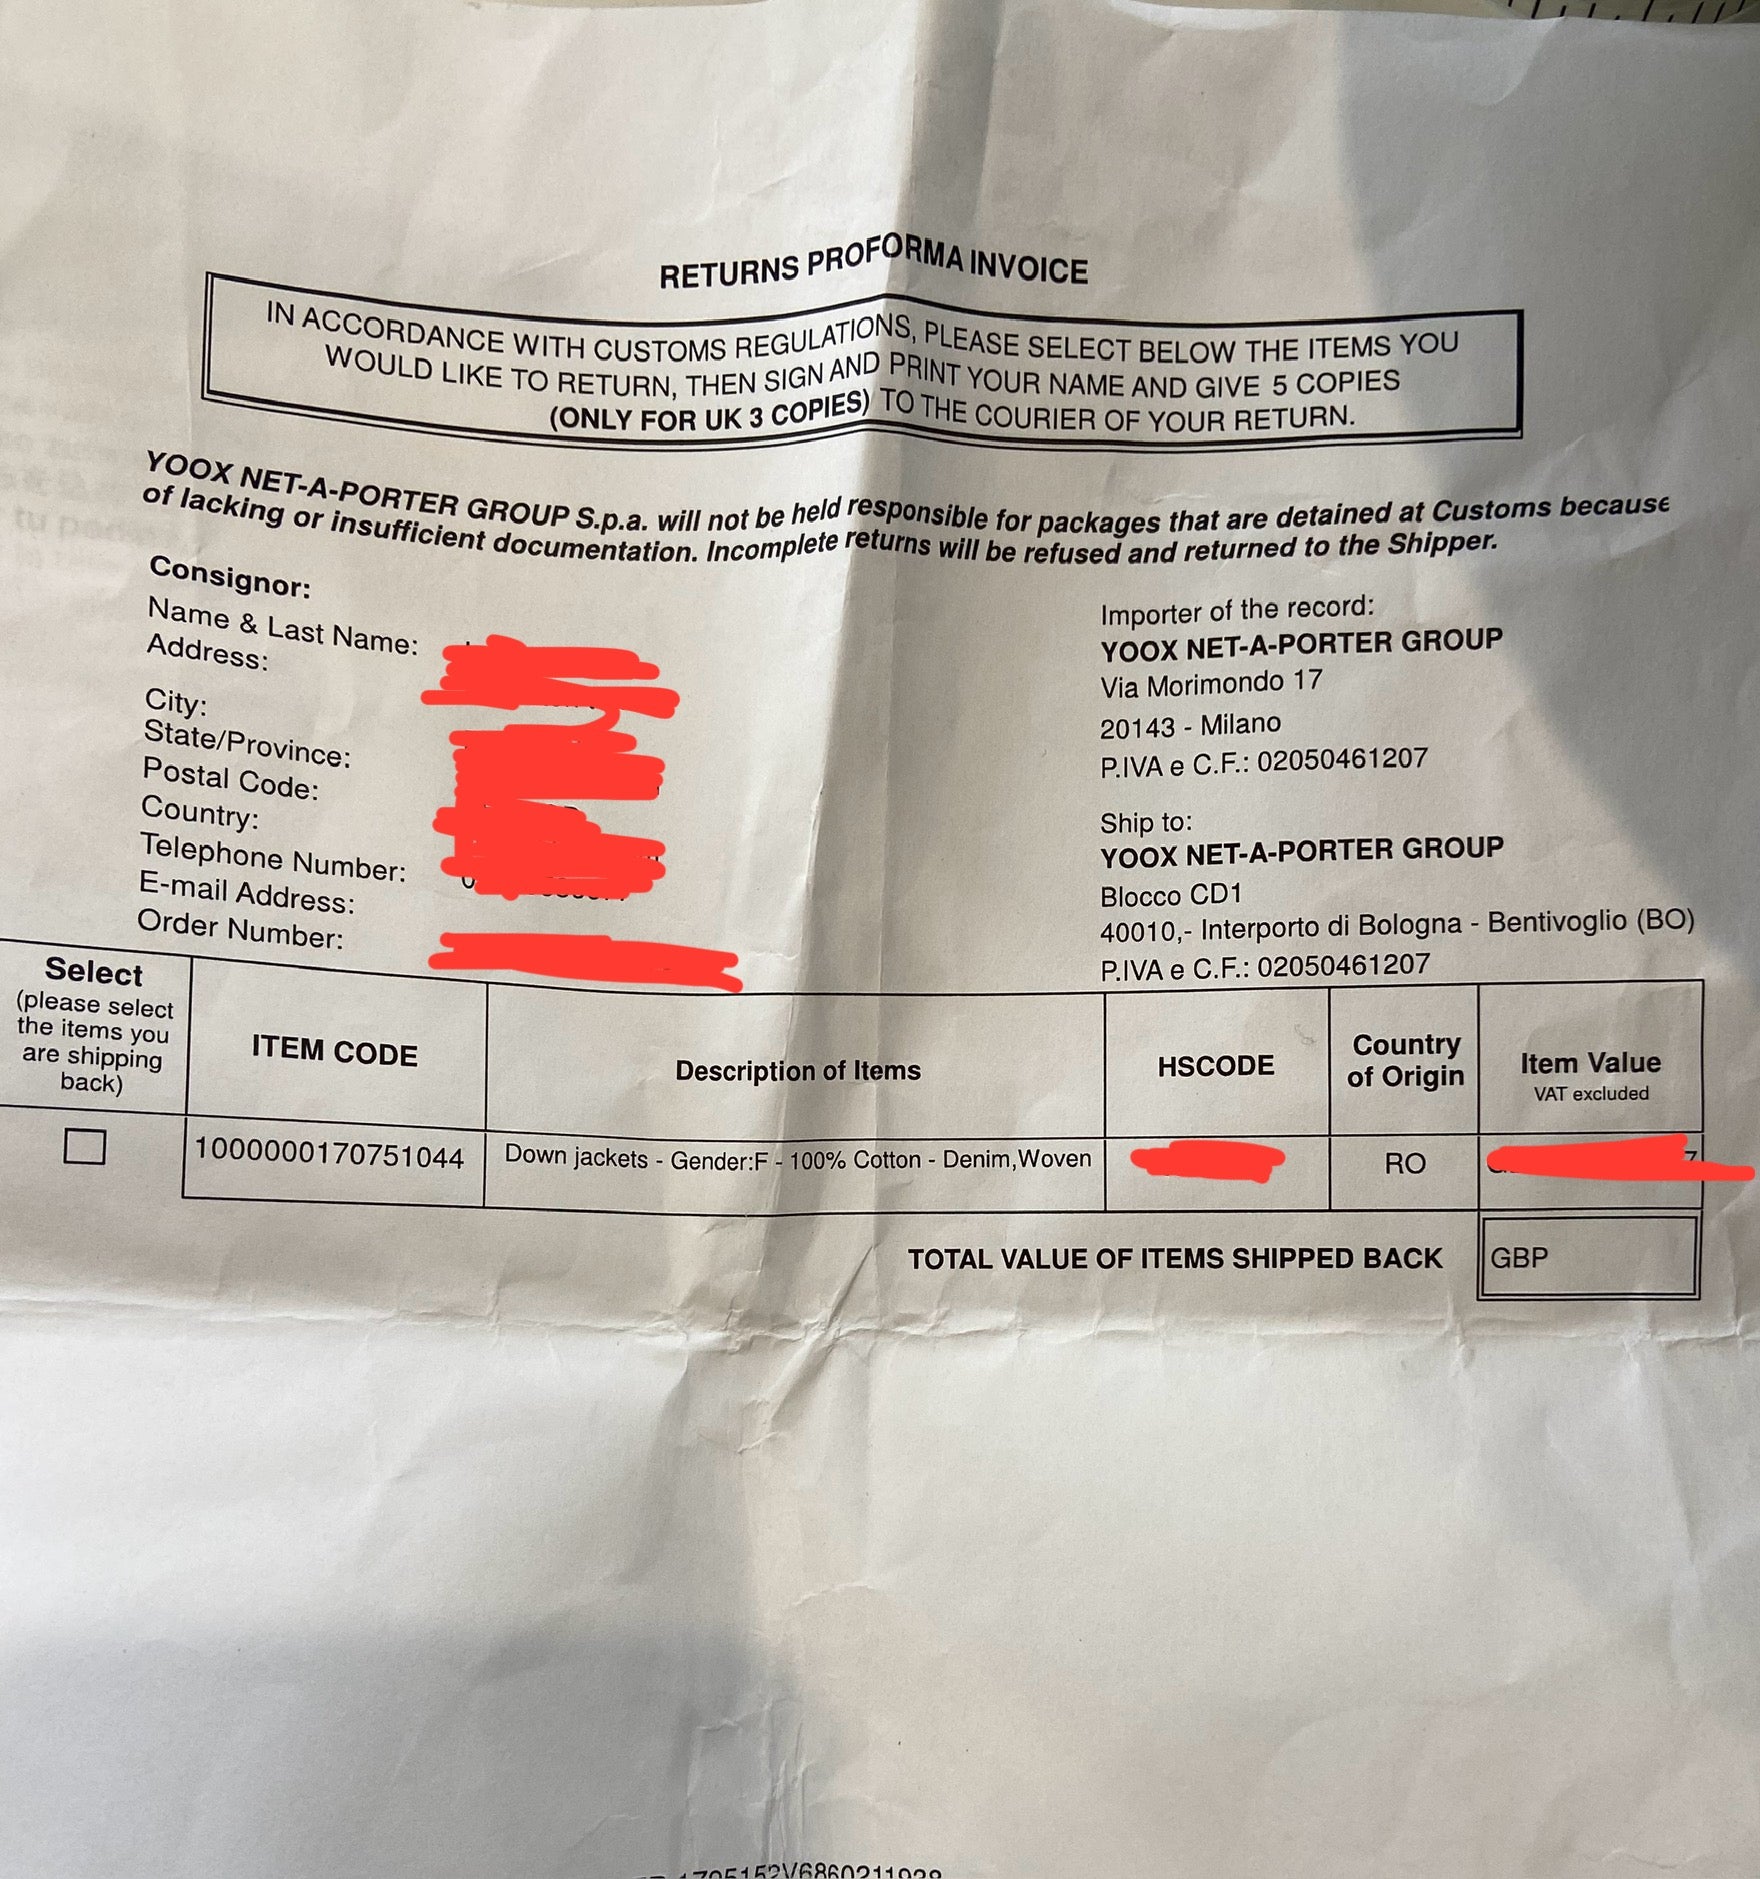 RETURNS PROFORMA INVOICE
IN ACCORDANCE WITH CUSTOMS REGULATIONS, PLEASE SELECT BELOW THE ITEMS YOU
WOULD LIKE TO RETURN, THEN SIGN AND PRINT YOUR NAME AND GIVE 5 COPIES
(ONLY FOR UK 3 COPIES) TO THE COURIER OF YOUR RETURN.
YOOX NET-A-PORTER GROUP S.p.a. will not be held responsible for packages that are detained at Customs because
of lacking or insufficient documentation. Incomplete returns will be refused and returned to the Shipper.
Consignor:
Name & Last Name:
Address:
City:
State/Province:
Postal Code:
Country:
Telephone Number:
E-mail Address:
Order Number:
Importer of the record:
YOOX NET-A-PORTER GROUP
Via Morimondo 17
20143 - Milano
P.IVA e C.F.: 02050461207
Ship to:
YOOX NET-A-PORTER GROUP
Blocco CD1
40010,- Interporto di Bologna - Bentivoglio (BO)
P.IVA e C.F.: 02050461207
Select
(please select
the items you
are shipping
back)
ITEM CODE
Description of Items
HSCODE
Country
of Origin
Item Value
VAT excluded
1000000170751044
Down jackets - Gender:F - 100% Cotton - Denim,Woven
RO
TOTAL VALUE OF ITEMS SHIPPED BACK
GBP